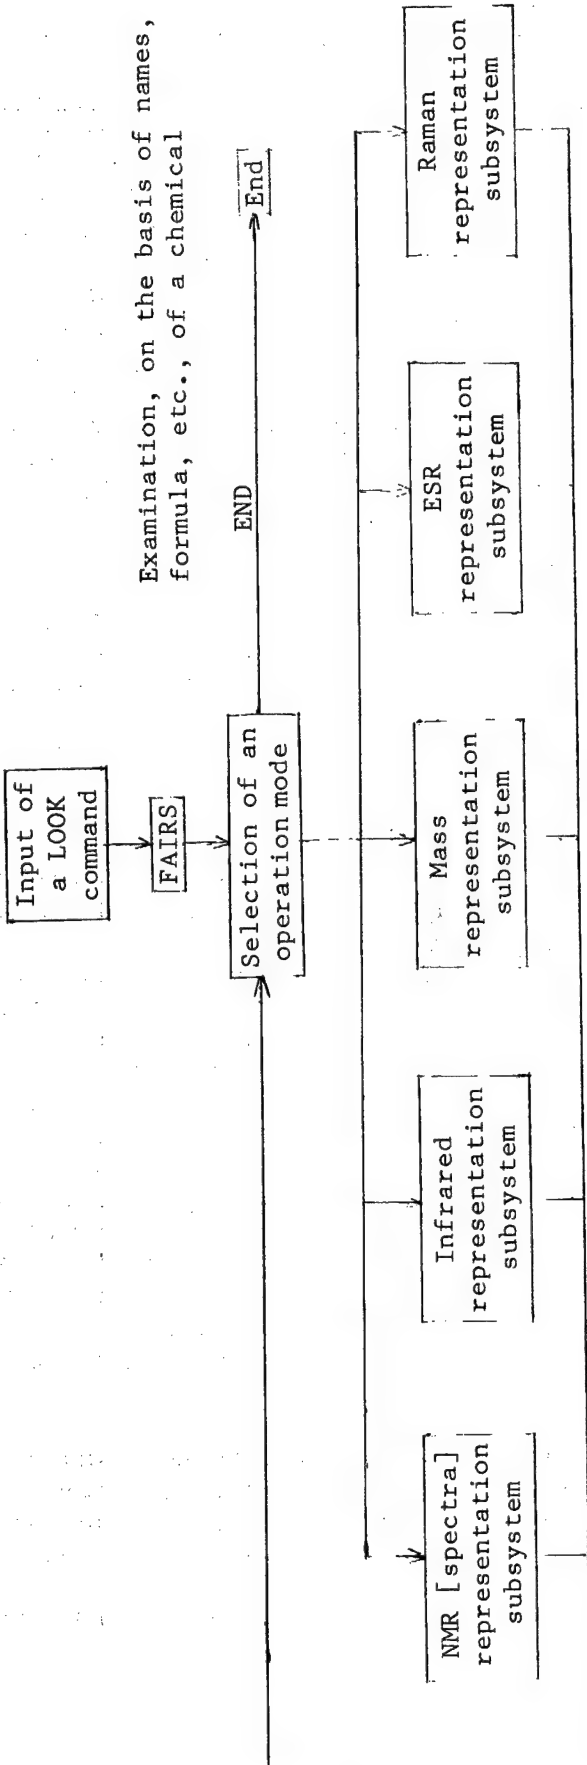 Input of
a LOOK
command
FAIRS
Examination, on the basis of names,
formula, etc., of a chemical
Selection of an
operation mode
END
End
NMR [spectra]
representation
subsystem
Infrared
representation
subsystem
Mass
representation
subsystem
ESR
representation
subsystem
Raman
representation
subsystem